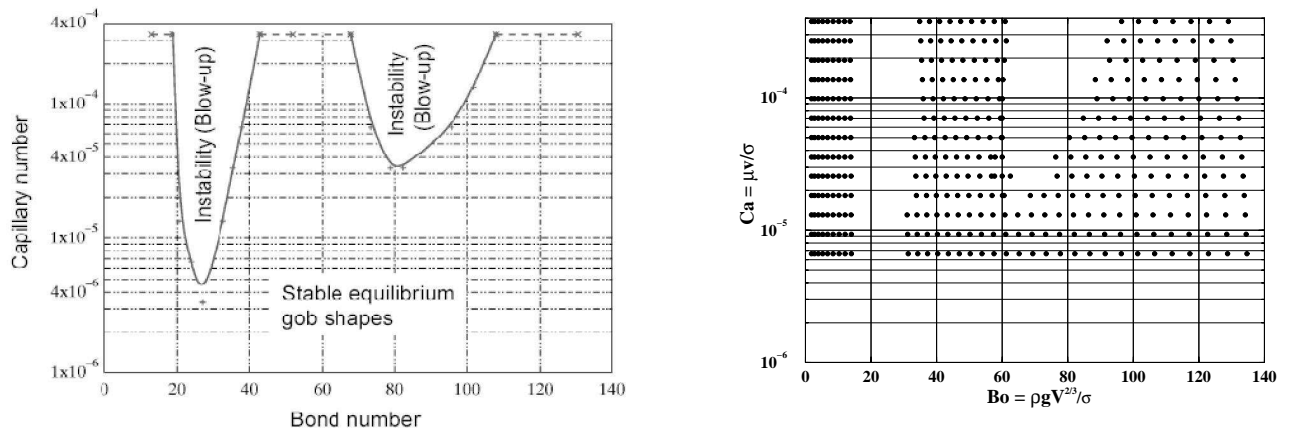 4x10⁻⁴
1x10⁻⁴
4x10⁻⁵
1x10⁻⁵
4x10⁻⁶
1x10⁻⁶
Capillary number
Instability (Blow-up)
Instability
(Blow-up)
Stable equilibrium
gob shapes
0 20 40 60 80 100 120 140
Bond number
10⁻⁴
10⁻⁵
10⁻⁶
Ca = μv/σ
0 20 40 60 80 100 120 140
Bo = ρgV²ᐟ³/σ